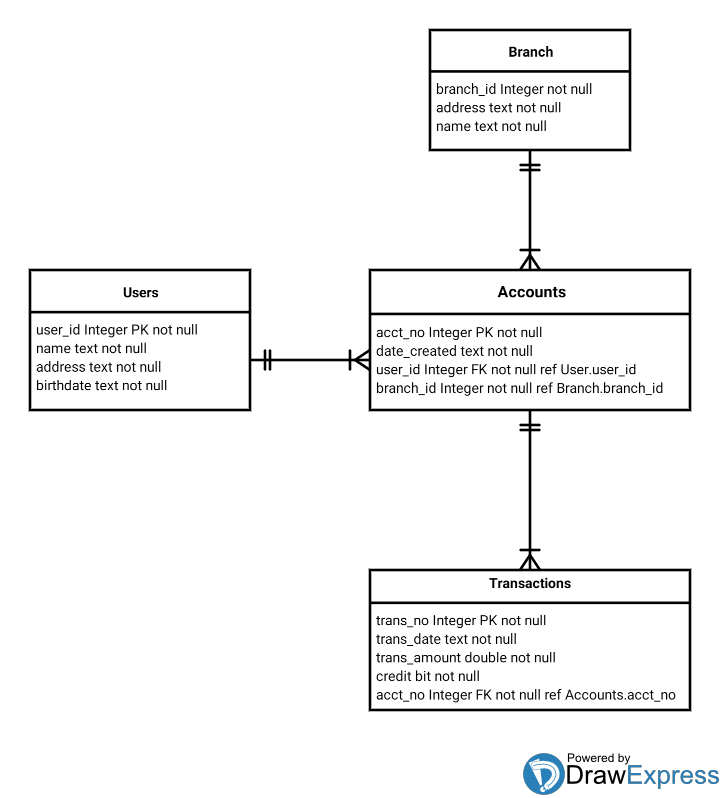 Branch
branch_id Integer not null
address text not null
name text not null
Users
user_id Integer PK not null
name text not null
address text not null
birthdate text not null
Accounts
acct_no Integer PK not null
date_created text not null
user_id Integer FK not null ref User.user_id
branch_id Integer not null ref Branch.branch_id
Transactions
trans_no Integer PK not null
trans_date text not null
trans_amount double not null
credit bit not null
acct_no Integer FK not null ref Accounts.acct_no
Powered by
DrawExpress